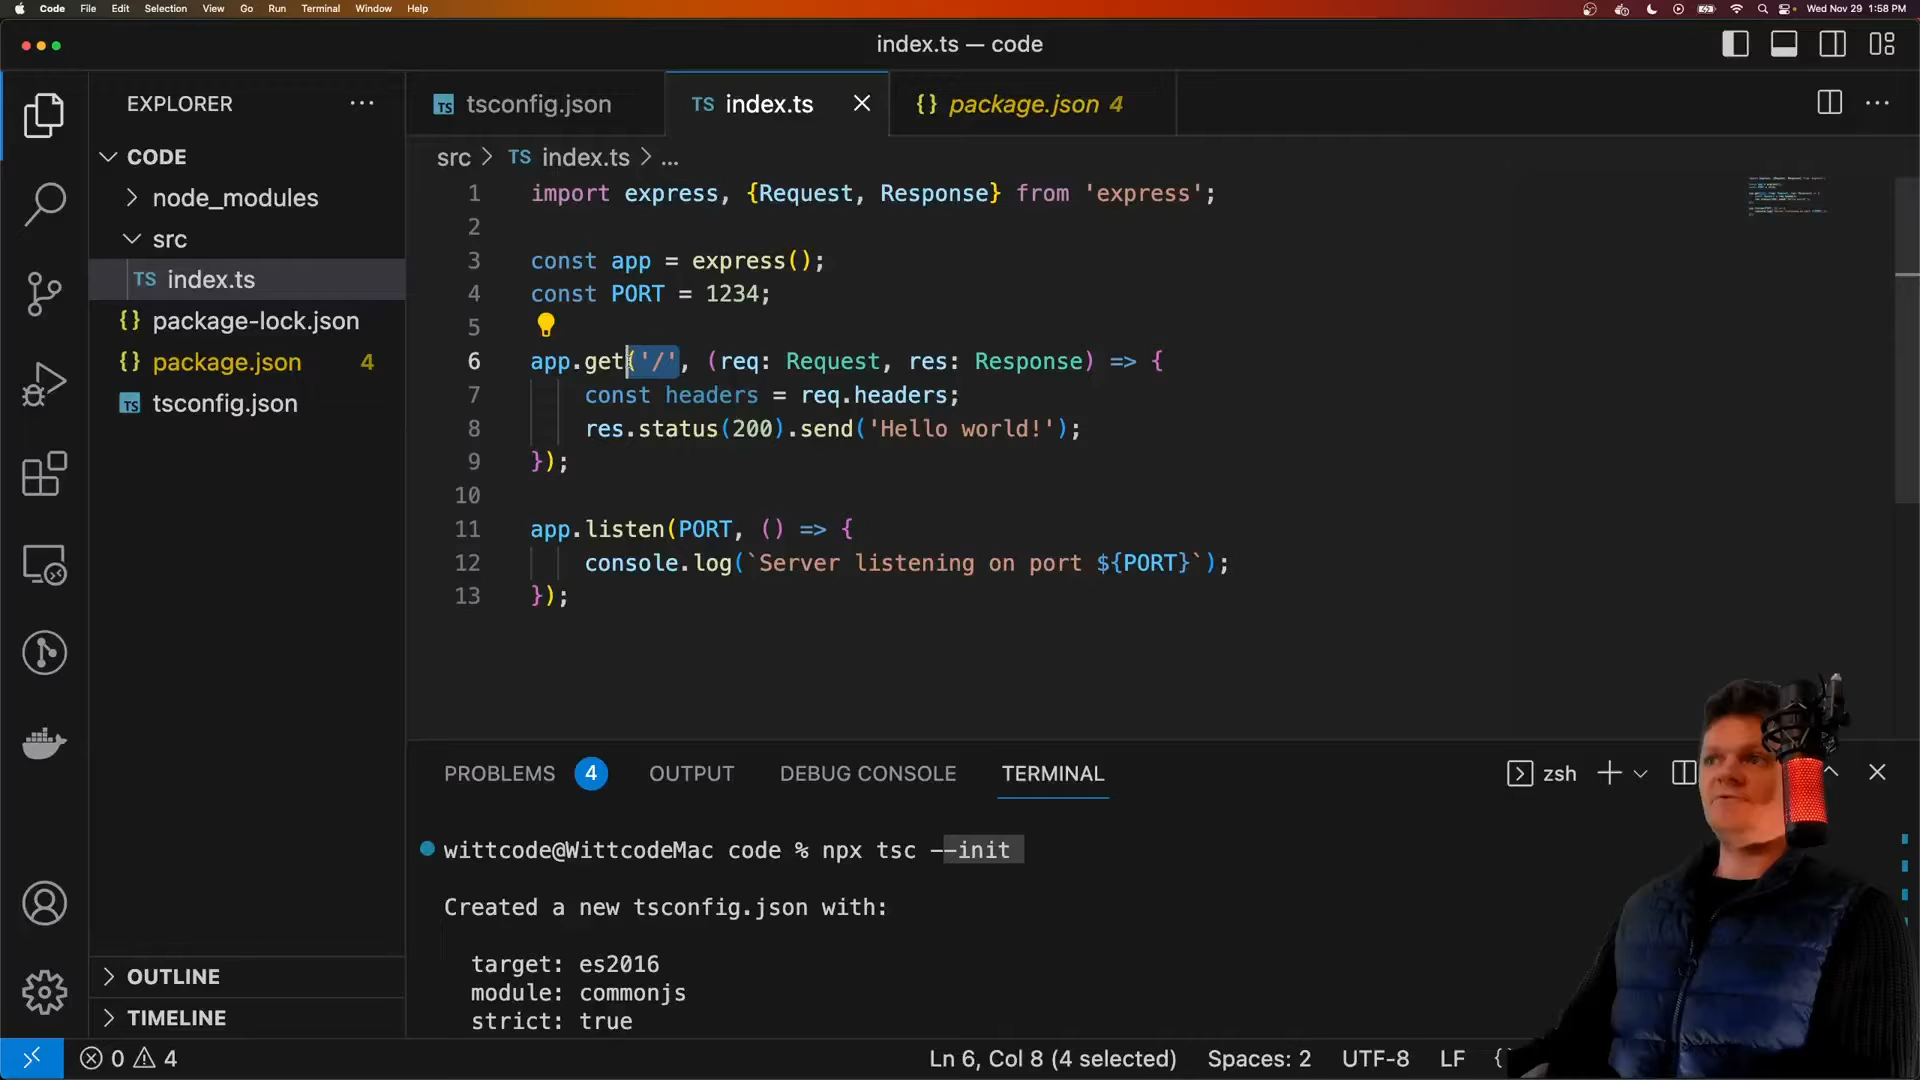 Code File Edit Selection View Go Run Terminal Window Help
Wed Nov 29 1:58 PM
index.ts — code
EXPLORER
CODE
node_modules
src
TS index.ts
{} package-lock.json
{} package.json 4
TS tsconfig.json
OUTLINE
TIMELINE
TS tsconfig.json
TS index.ts
{} package.json 4
src > TS index.ts > ...
1 import express, {Request, Response} from 'express';
2
3 const app = express();
4 const PORT = 1234;
5
6 app.get('/', (req: Request, res: Response) => {
7 const headers = req.headers;
8 res.status(200).send('Hello world!');
9 });
10
11 app.listen(PORT, () => {
12 console.log(`Server listening on port ${PORT}`);
13 });
PROBLEMS 4 OUTPUT DEBUG CONSOLE TERMINAL
zsh
wittcode@WittcodeMac code % npx tsc --init
Created a new tsconfig.json with:
target: es2016
module: commonjs
strict: true
0 4
Ln 6, Col 8 (4 selected) Spaces: 2 UTF-8 LF {